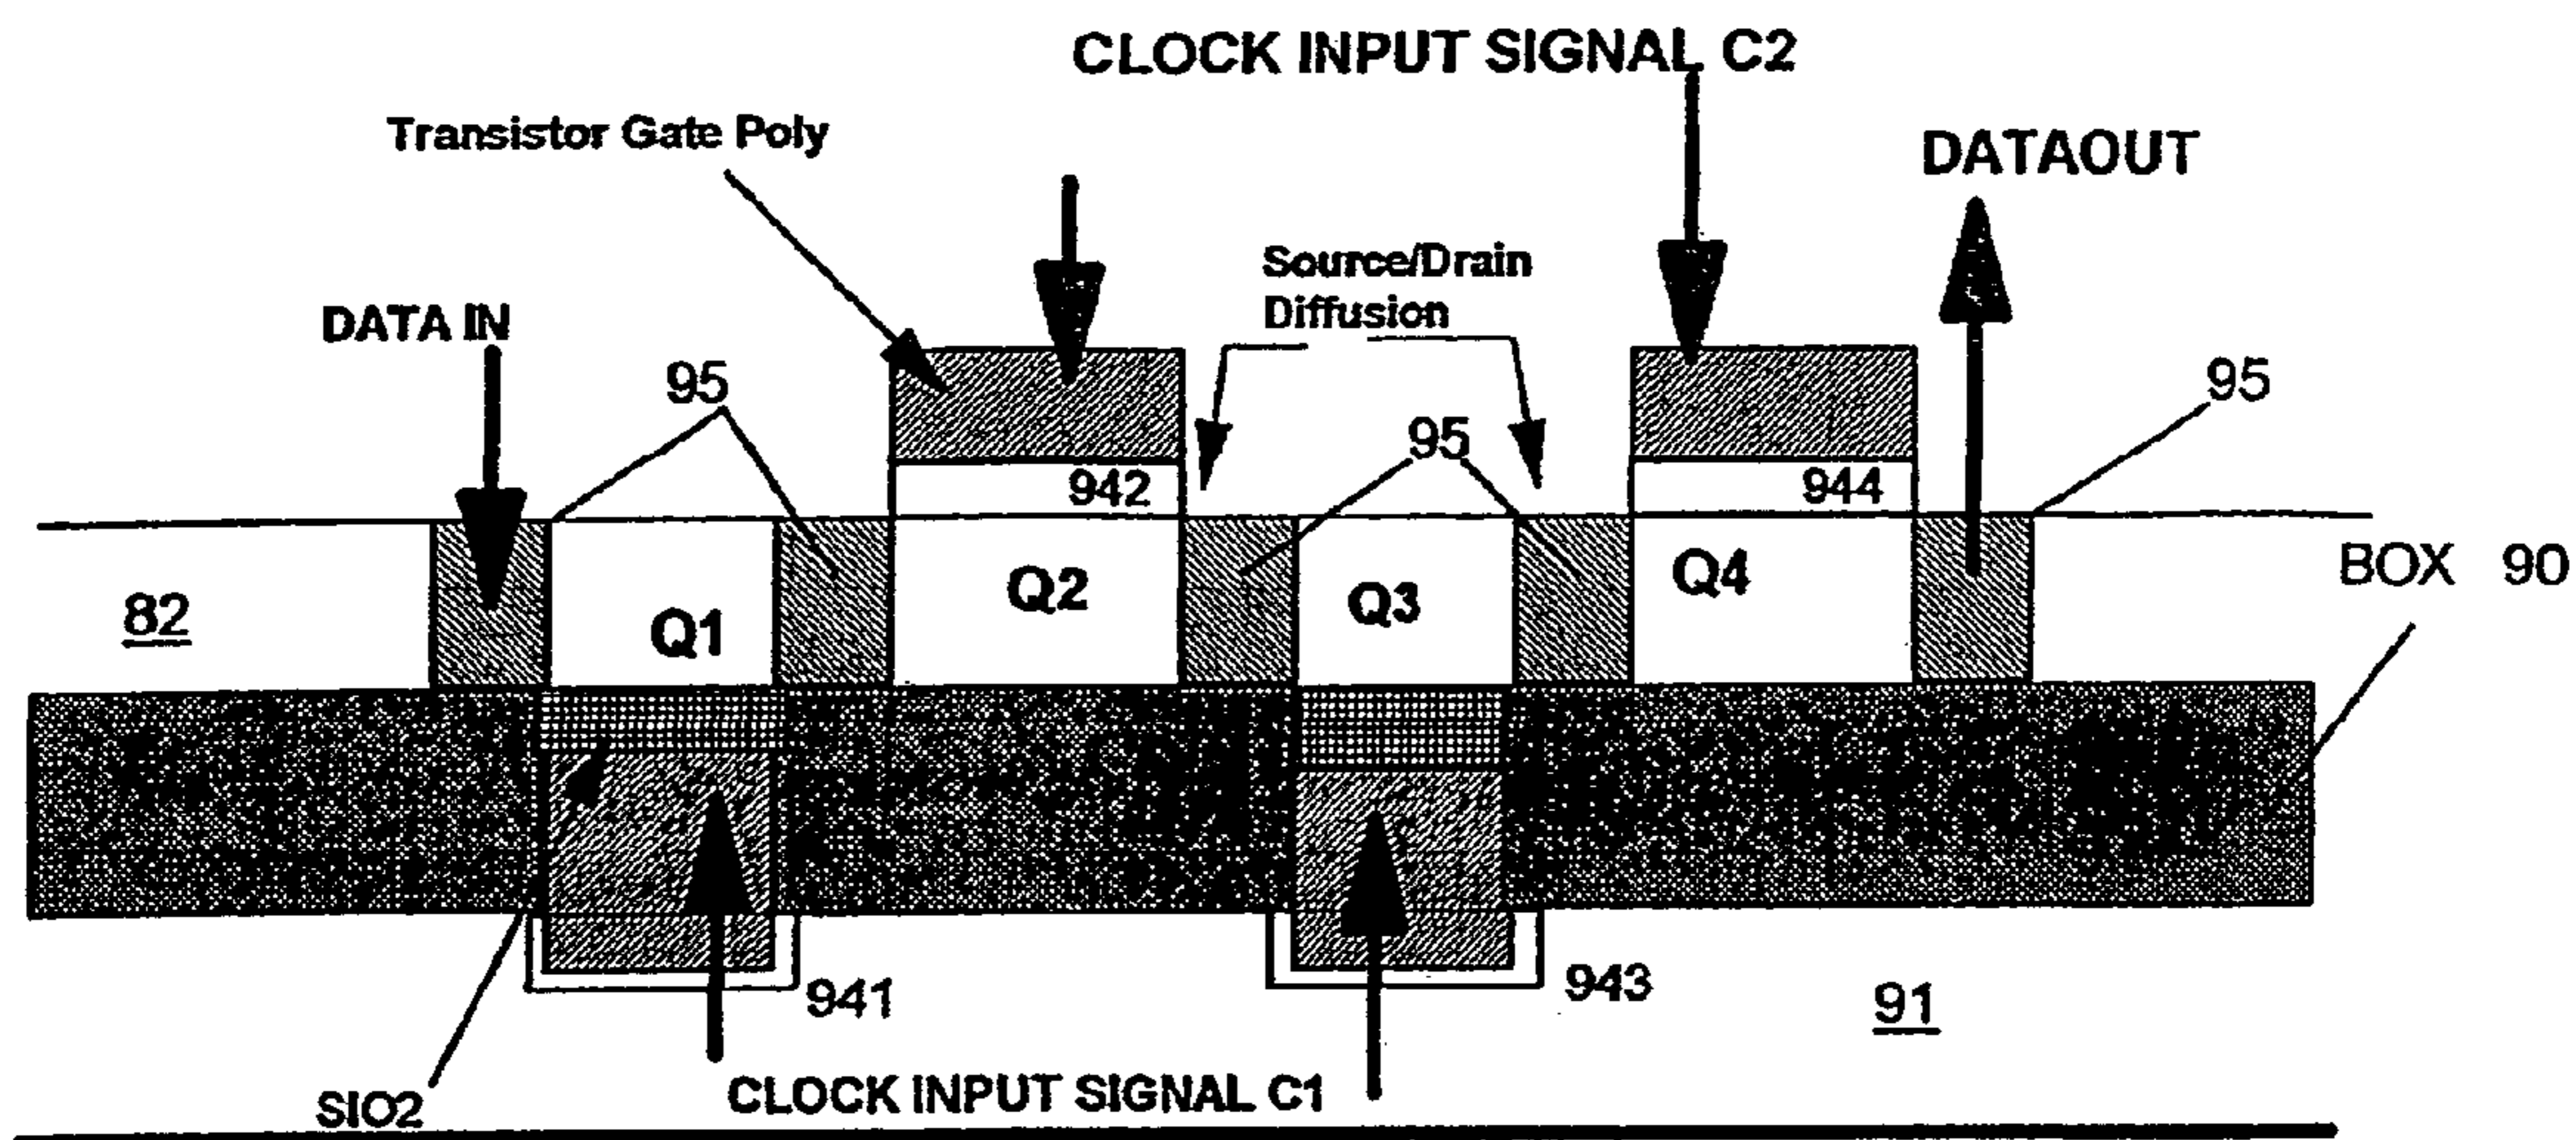 CLOCK INPUT SIGNAL C2
Transistor Gate Poly
DATAOUT
Source/Drain
Diffusion
DATA IN
95
95
95
942
944
BOX 90
82
Q1
Q2
Q3
Q4
941
943
91
SIO2
CLOCK INPUT SIGNAL C1